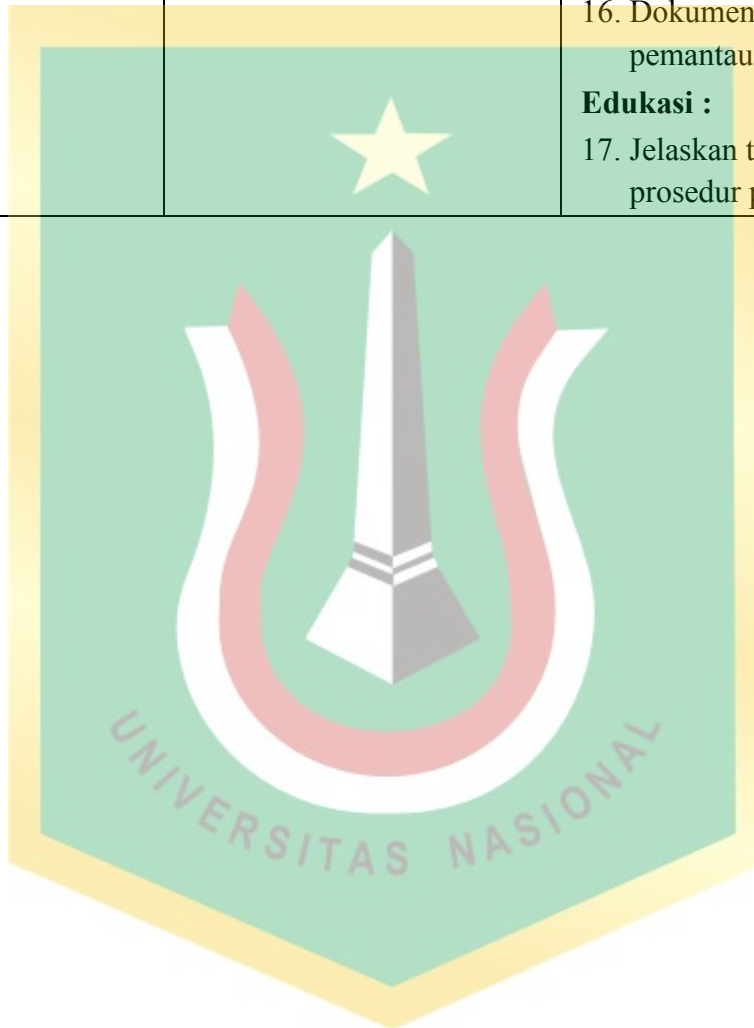 16. Dokumen
pemantau
Edukasi :
17. Jelaskan
prosedur
UNIVERSITAS NASIONAL